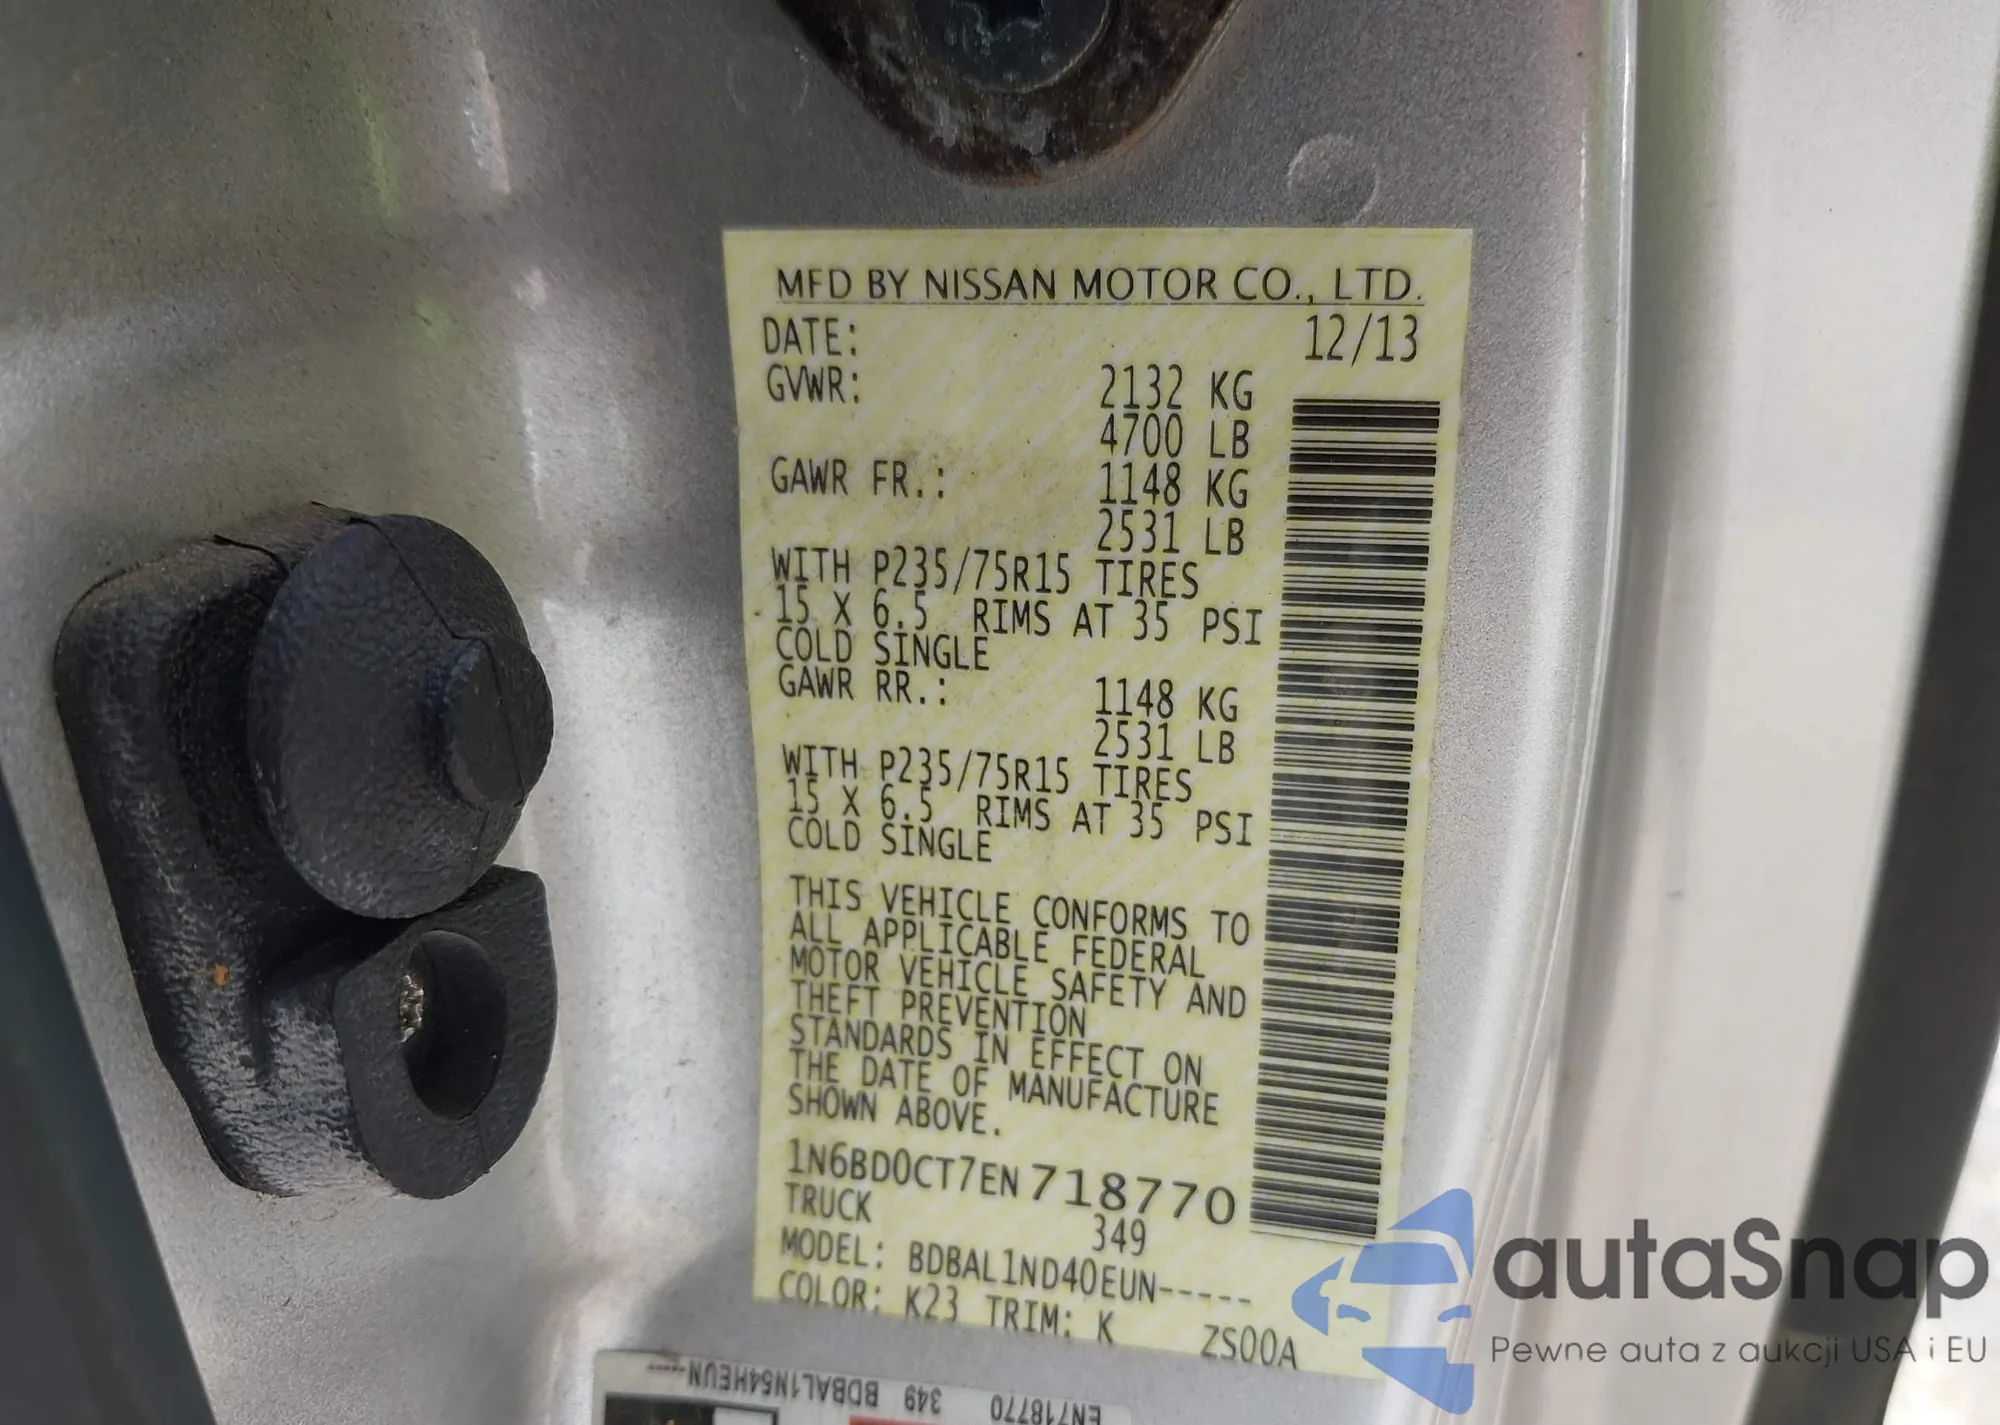 MFD BY NISSAN MOTOR CO., LTD.
DATE: 12/13
GVWR: 2132 KG
4700 LB
GAWR FR.: 1148 KG
2531 LB
WITH P235/75R15 TIRES
15 X 6.5 RIMS AT 35 PSI
COLD SINGLE
GAWR RR.: 1148 KG
2531 LB
WITH P235/75R15 TIRES
15 X 6.5 RIMS AT 35 PSI
COLD SINGLE
THIS VEHICLE CONFORMS TO
ALL APPLICABLE FEDERAL
MOTOR VEHICLE SAFETY AND
THEFT PREVENTION
STANDARDS IN EFFECT ON
THE DATE OF MANUFACTURE
SHOWN ABOVE.
1N6BD0CT7EN718770
TRUCK 349
MODEL: BDBAL1ND40EUN-----
COLOR: K23 TRIM: K ZS00A
EN718770 349 BDBAL1N64HEUN-----
autaSnap
Pewne auta z aukcji USA i EU